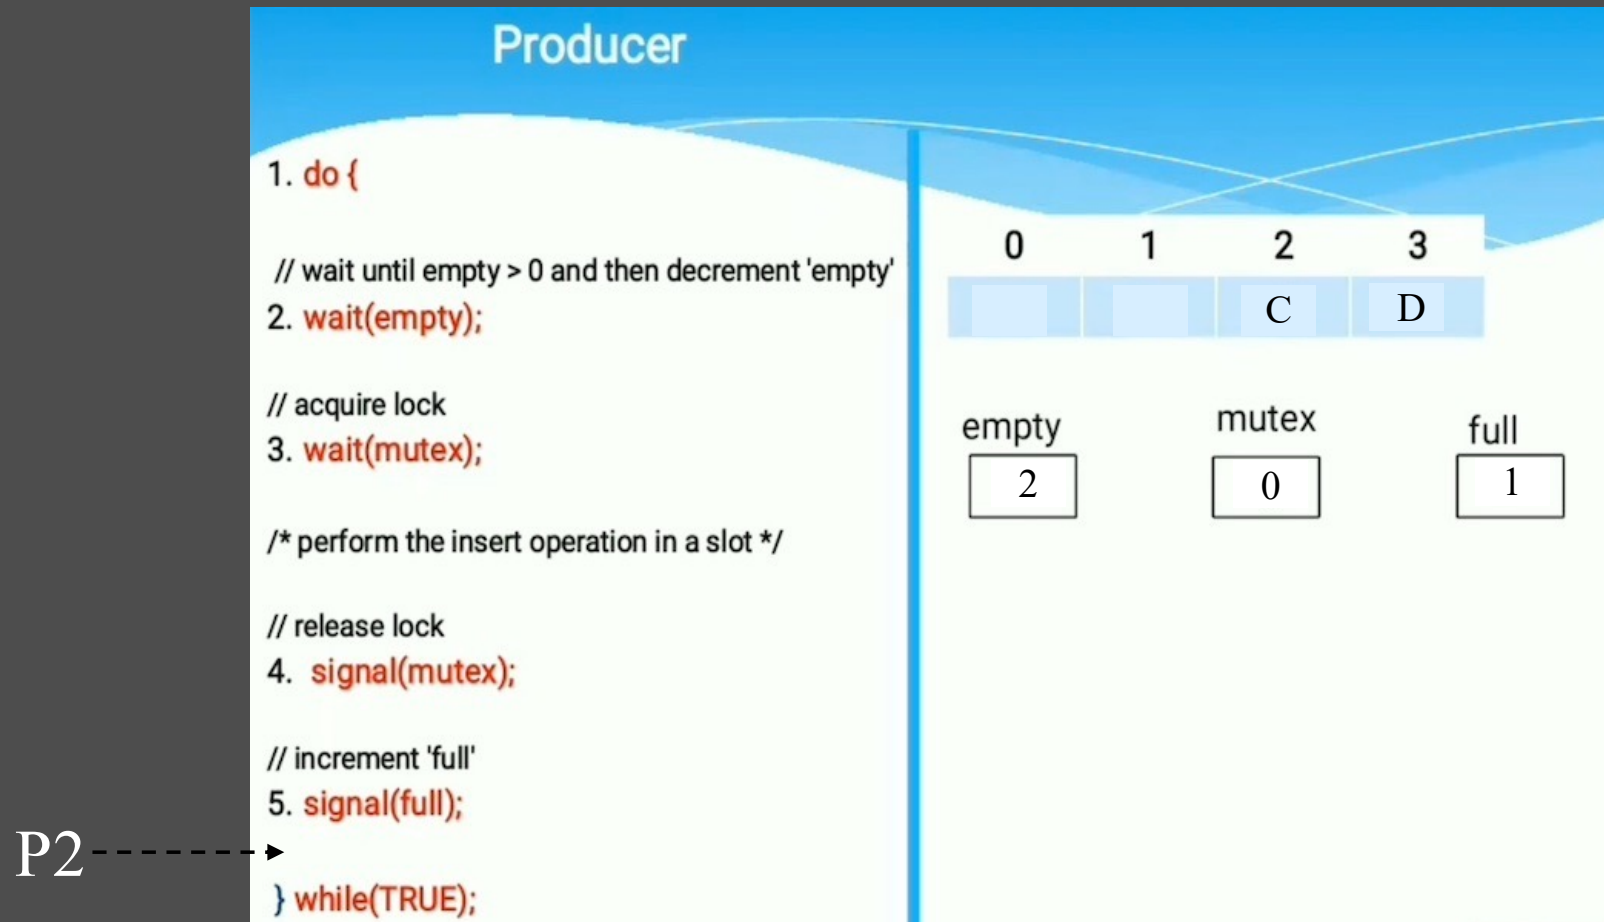 Producer
1. do {
// wait until empty > 0 and then decrement 'empty'
2. wait(empty);
// acquire lock
3. wait(mutex);
/* perform the insert operation in a slot */
// release lock
4. signal(mutex);
// increment 'full'
5. signal(full);
P2
} while(TRUE);
0 1 2 3
C D
empty mutex full
2 0 1